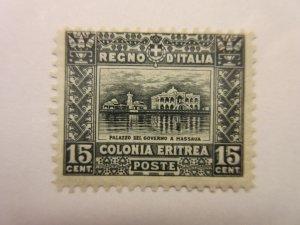 REGNO D'ITALIA
PALAZZO DEL GOVERNO A MASSAUA
15 COLONIA ERITREA 15
CENT. POSTE CENT.